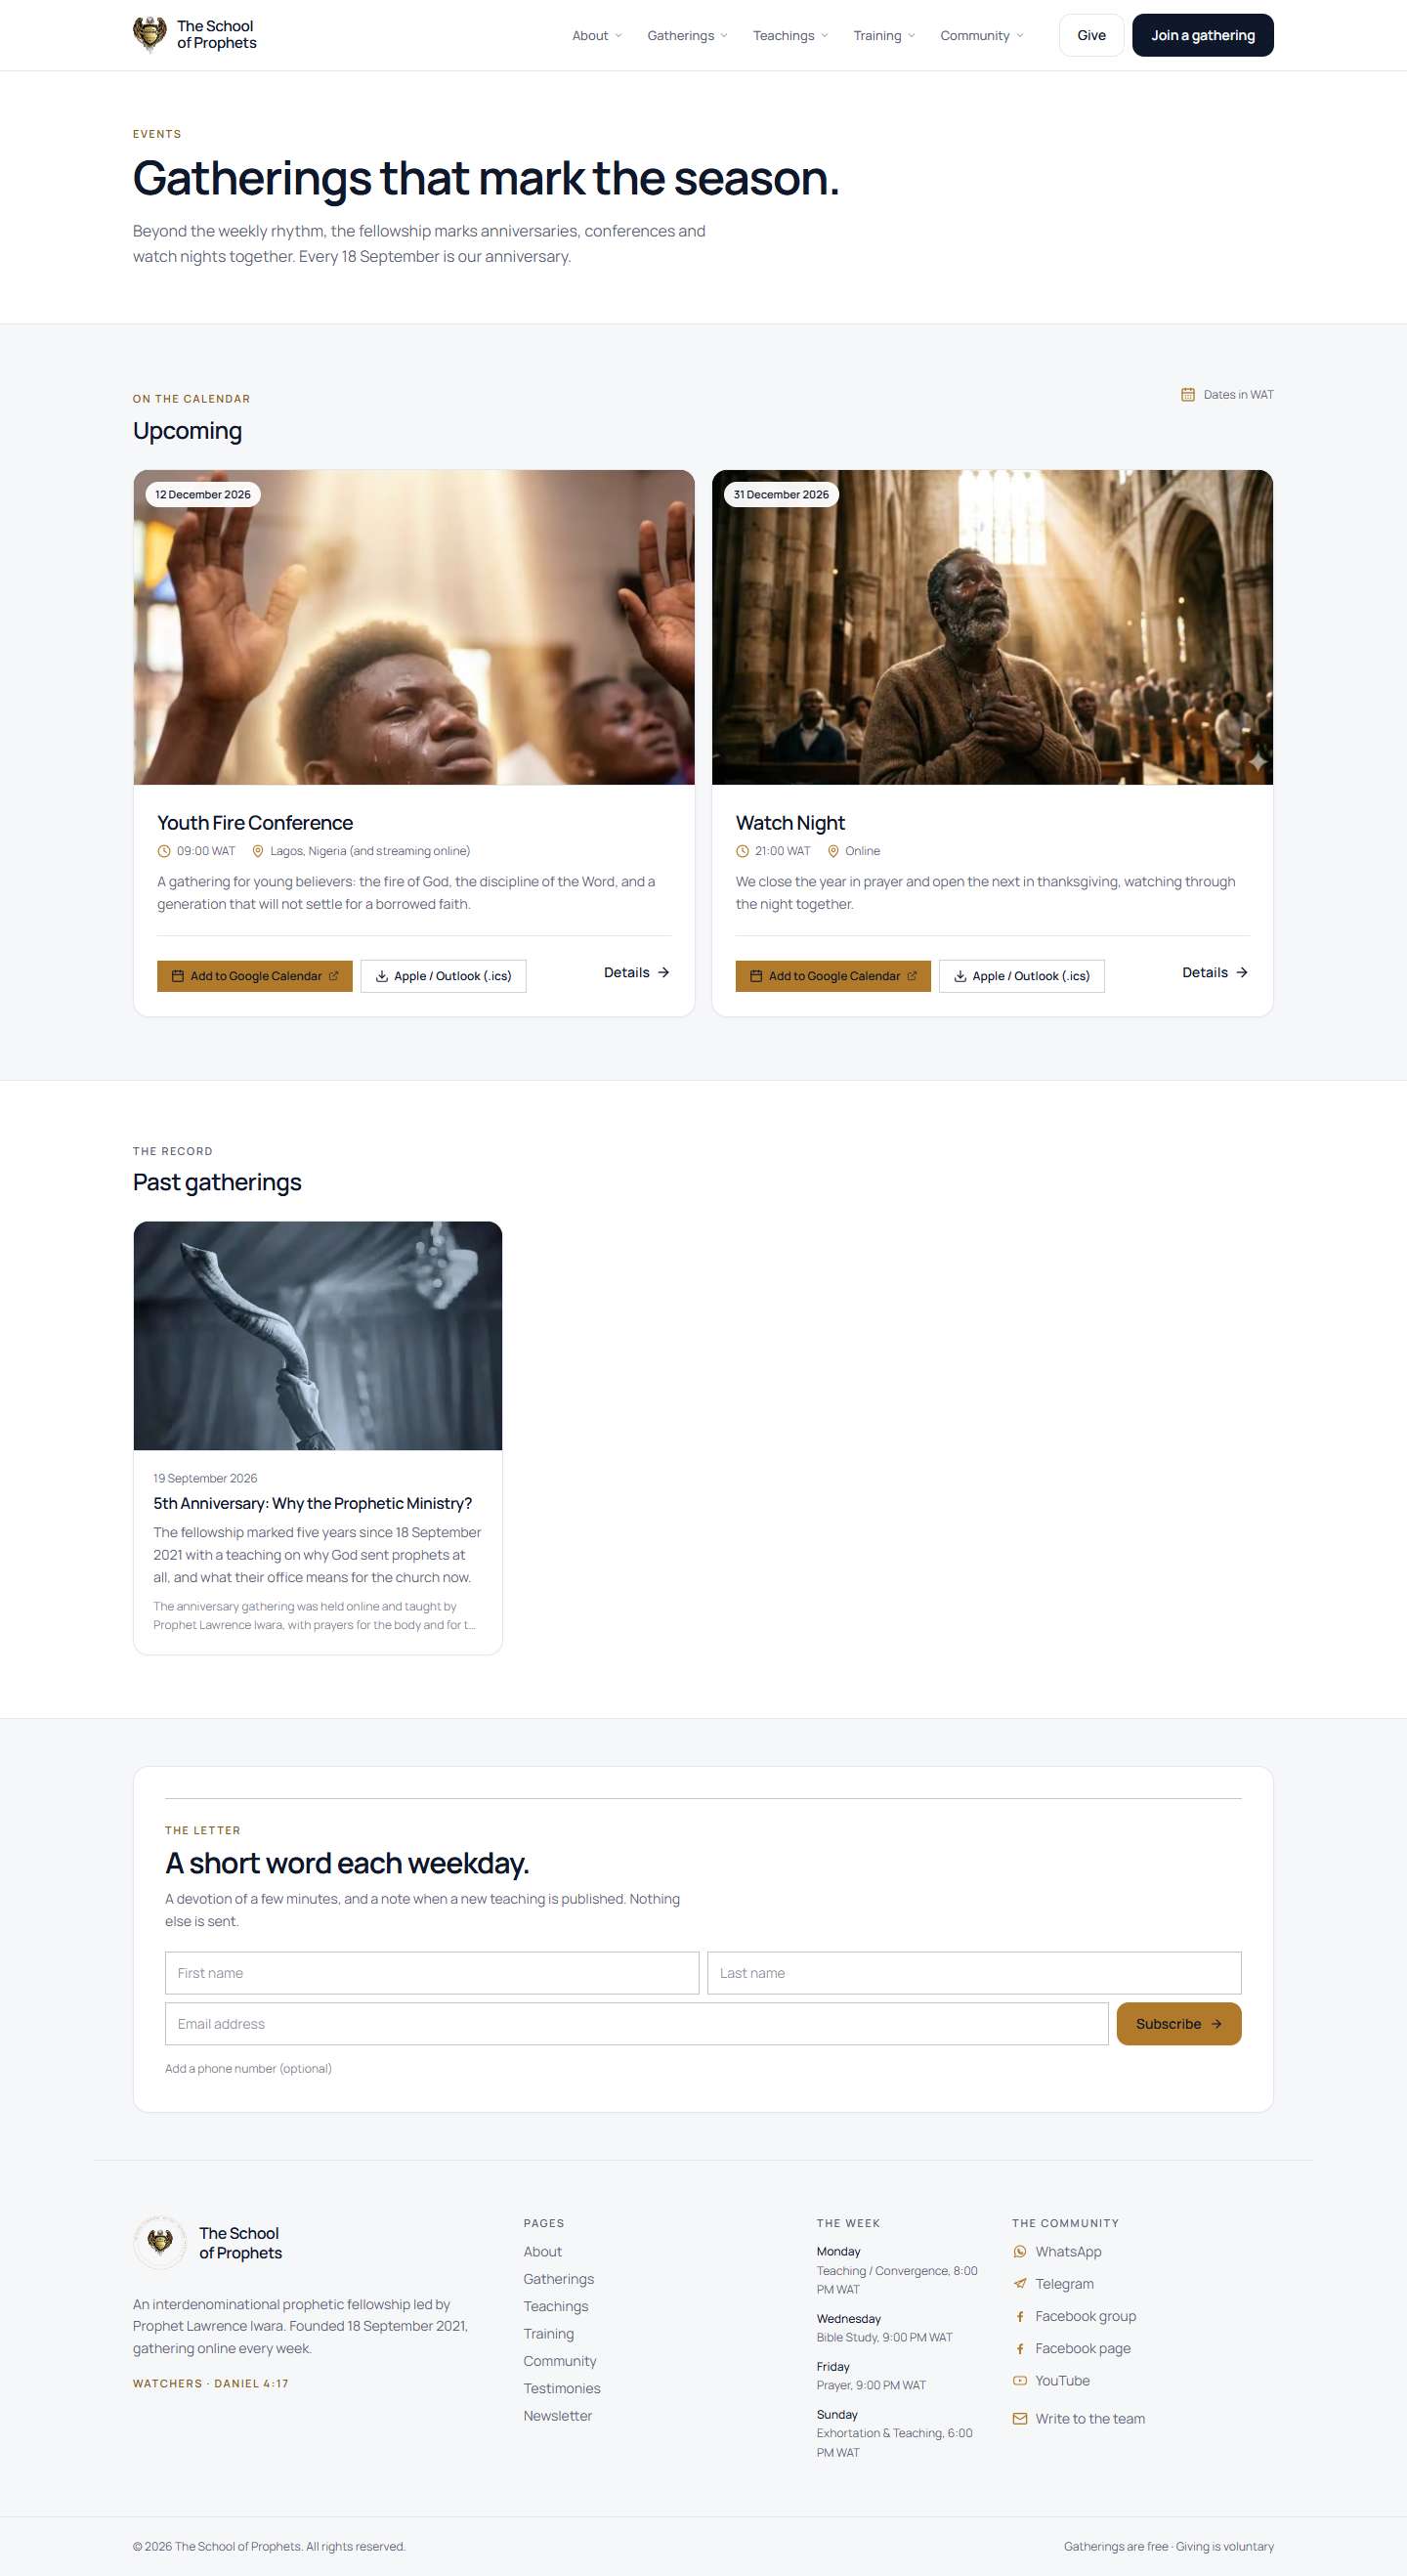 The School
of Prophets
About
Gatherings
Teachings
Training
Community
Give
Join a gathering
EVENTS
Gatherings that mark the season.
Beyond the weekly rhythm, the fellowship marks anniversaries, conferences and
watch nights together. Every 18 September is our anniversary.
ON THE CALENDAR
Dates in WAT
Upcoming
12 December 2026
Youth Fire Conference
09:00 WAT
Lagos, Nigeria (and streaming online)
A gathering for young believers: the fire of God, the discipline of the Word, and a
generation that will not settle for a borrowed faith.
Add to Google Calendar
Apple / Outlook (.ics)
Details
31 December 2026
Watch Night
21:00 WAT
Online
We close the year in prayer and open the next in thanksgiving, watching through
the night together.
Add to Google Calendar
Apple / Outlook (.ics)
Details
THE RECORD
Past gatherings
19 September 2026
5th Anniversary: Why the Prophetic Ministry?
The fellowship marked five years since 18 September
2021 with a teaching on why God sent prophets at
all, and what their office means for the church now.
The anniversary gathering was held online and taught by
Prophet Lawrence Iwara, with prayers for the body and for t...
THE LETTER
A short word each weekday.
A devotion of a few minutes, and a note when a new teaching is published. Nothing
else is sent.
First name
Last name
Email address
Subscribe
Add a phone number (optional)
The School
of Prophets
An interdenominational prophetic fellowship led by
Prophet Lawrence Iwara. Founded 18 September 2021,
gathering online every week.
WATCHERS · DANIEL 4:17
PAGES
About
Gatherings
Teachings
Training
Community
Testimonies
Newsletter
THE WEEK
Monday
Teaching / Convergence, 8:00
PM WAT
Wednesday
Bible Study, 9:00 PM WAT
Friday
Prayer, 9:00 PM WAT
Sunday
Exhortation & Teaching, 6:00
PM WAT
THE COMMUNITY
WhatsApp
Telegram
Facebook group
Facebook page
YouTube
Write to the team
© 2026 The School of Prophets. All rights reserved.
Gatherings are free · Giving is voluntary